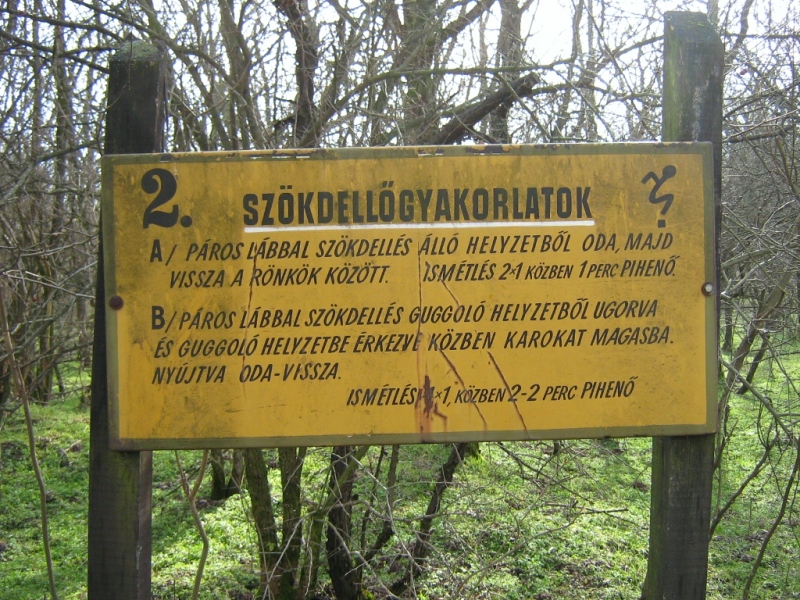 2. SZÖKDELLŐGYAKORLATOK
A/ PÁROS LÁBBAL SZÖKDELLÉS ÁLLÓ HELYZETBŐL ODA, MAJD
VISSZA A RÖNKÖK KÖZÖTT. ISMÉTLÉS 2×1 KÖZBEN 1 PERC PIHENŐ.
B/ PÁROS LÁBBAL SZÖKDELLÉS GUGGOLÓ HELYZETBŐL UGORVA
ÉS GUGGOLÓ HELYZETBE ÉRKEZVE KÖZBEN KAROKAT MAGASBA.
NYÚJTVA ODA-VISSZA.
ISMÉTLÉS KÖZBEN 2-2 PERC PIHENŐ